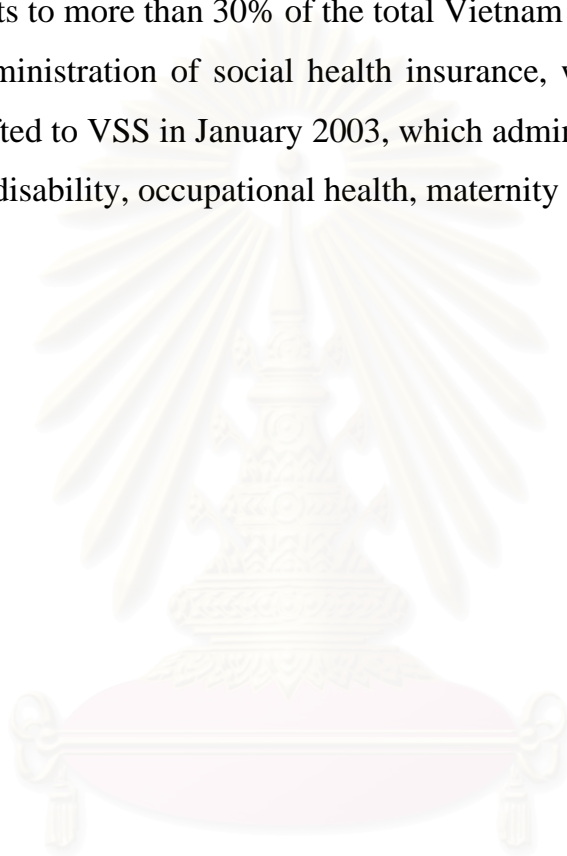 ts to more than 30% of the total Vietnam
ministration of social health insurance,
fted to VSS in January 2003, which admin
disability, occupational health, maternity